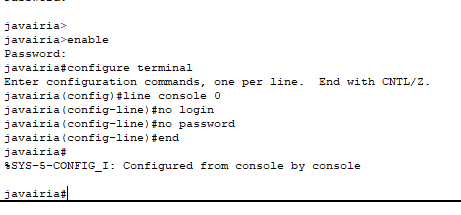 javairia>
javairia>enable
Password:
javairia#configure terminal
Enter configuration commands, one per line.  End with CNTL/Z.
javairia(config)#line console 0
javairia(config-line)#no login
javairia(config-line)#no password
javairia(config-line)#end
javairia#
%SYS-5-CONFIG_I: Configured from console by console
javairia#